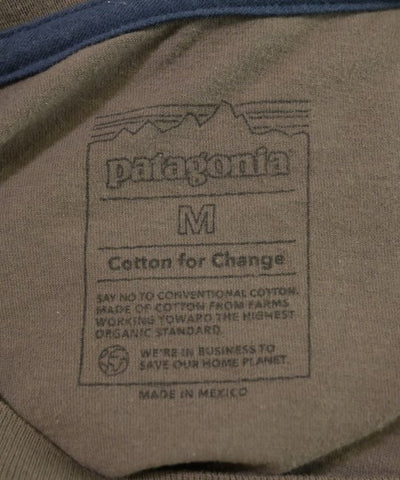 patagonia
M
Cotton for Change
SAY NO TO CONVENTIONAL COTTON.
MADE OF COTTON FROM FARMS
WORKING TOWARD THE HIGHEST
ORGANIC STANDARD.
WE'RE IN BUSINESS TO
SAVE OUR HOME PLANET.
MADE IN MEXICO